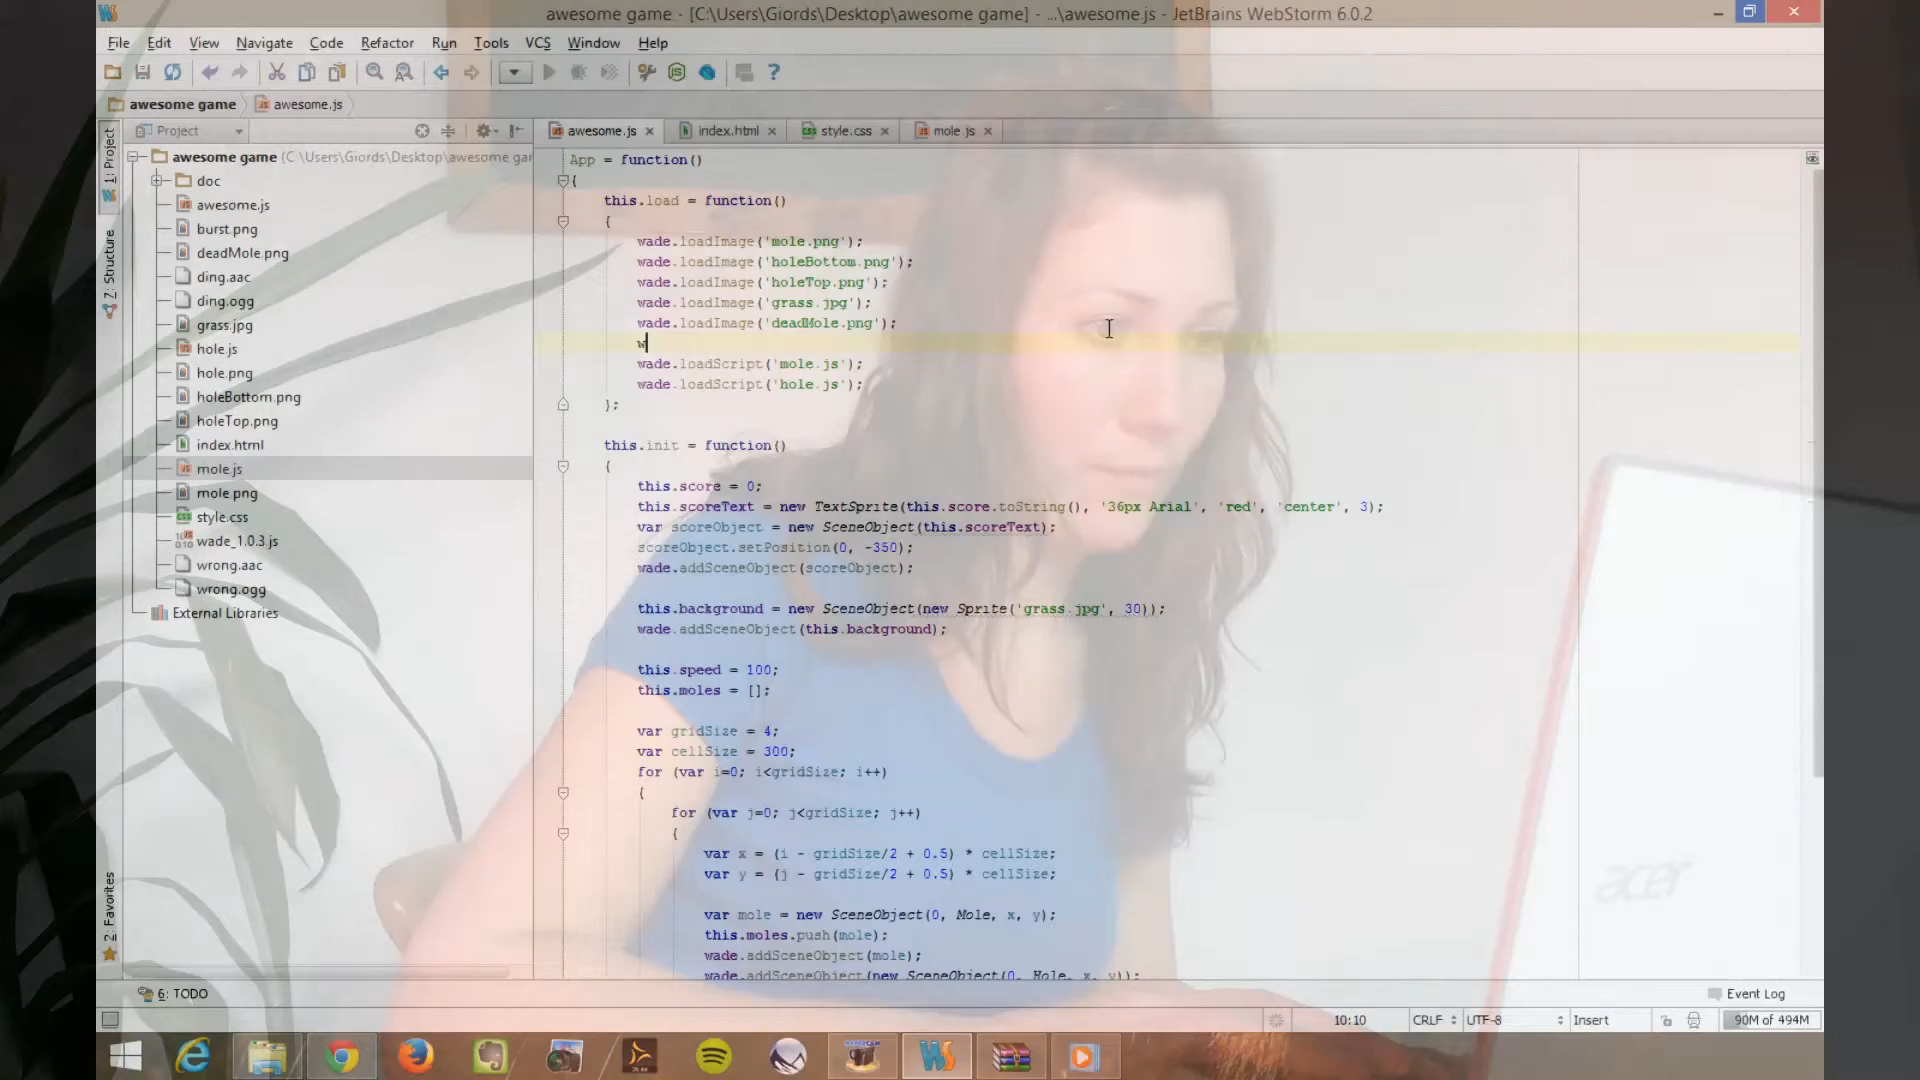 awesome game - [C:\Users\Giords\Desktop\awesome game] - ...\awesome.js - JetBrains WebStorm 6.0.2
File Edit View Navigate Code Refactor Run Tools VCS Window Help
awesome game awesome.js
1: Project
Z: Structure
2: Favorites
Project
awesome game (C:\Users\Giords\Desktop\awesome gar
doc
awesome.js
burst.png
deadMole.png
ding.aac
ding.ogg
grass.jpg
hole.js
hole.png
holeBottom.png
holeTop.png
index.html
mole.js
mole.png
style.css
wade_1.0.3.js
wrong.aac
wrong.ogg
External Libraries
awesome.js index.html style.css mole.js
App = function()
{
this.load = function()
{
wade.loadImage('mole.png');
wade.loadImage('holeBottom.png');
wade.loadImage('holeTop.png');
wade.loadImage('grass.jpg');
wade.loadImage('deadMole.png');
w
wade.loadScript('mole.js');
wade.loadScript('hole.js');
};
this.init = function()
{
this.score = 0;
this.scoreText = new TextSprite(this.score.toString(), '36px Arial', 'red', 'center', 3);
var scoreObject = new SceneObject(this.scoreText);
scoreObject.setPosition(0, -350);
wade.addSceneObject(scoreObject);
this.background = new SceneObject(new Sprite('grass.jpg', 30));
wade.addSceneObject(this.background);
this.speed = 100;
this.moles = [];
var gridSize = 4;
var cellSize = 300;
for (var i=0; i<gridSize; i++)
{
for (var j=0; j<gridSize; j++)
{
var x = (i - gridSize/2 + 0.5) * cellSize;
var y = (j - gridSize/2 + 0.5) * cellSize;
var mole = new SceneObject(0, Mole, x, y);
this.moles.push(mole);
wade.addSceneObject(mole);
wade.addSceneObject(new SceneObject(0, Hole, x, y));
acer
6: TODO
Event Log
10:10 CRLF UTF-8 Insert 90M of 494M